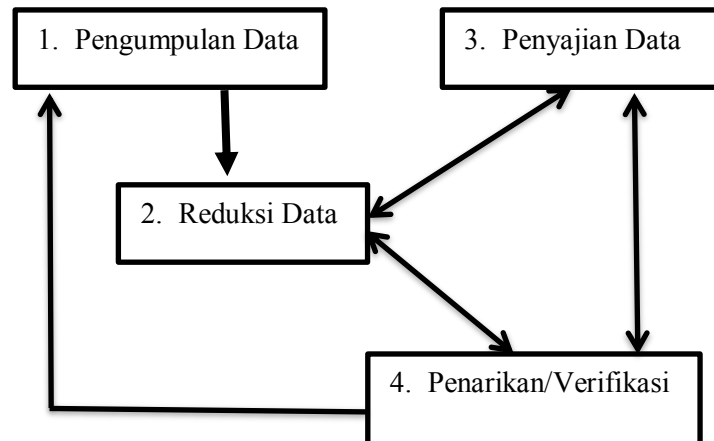 1. Pengumpulan Data
3. Penyajian Data
2. Reduksi Data
4. Penarikan/Verifikasi